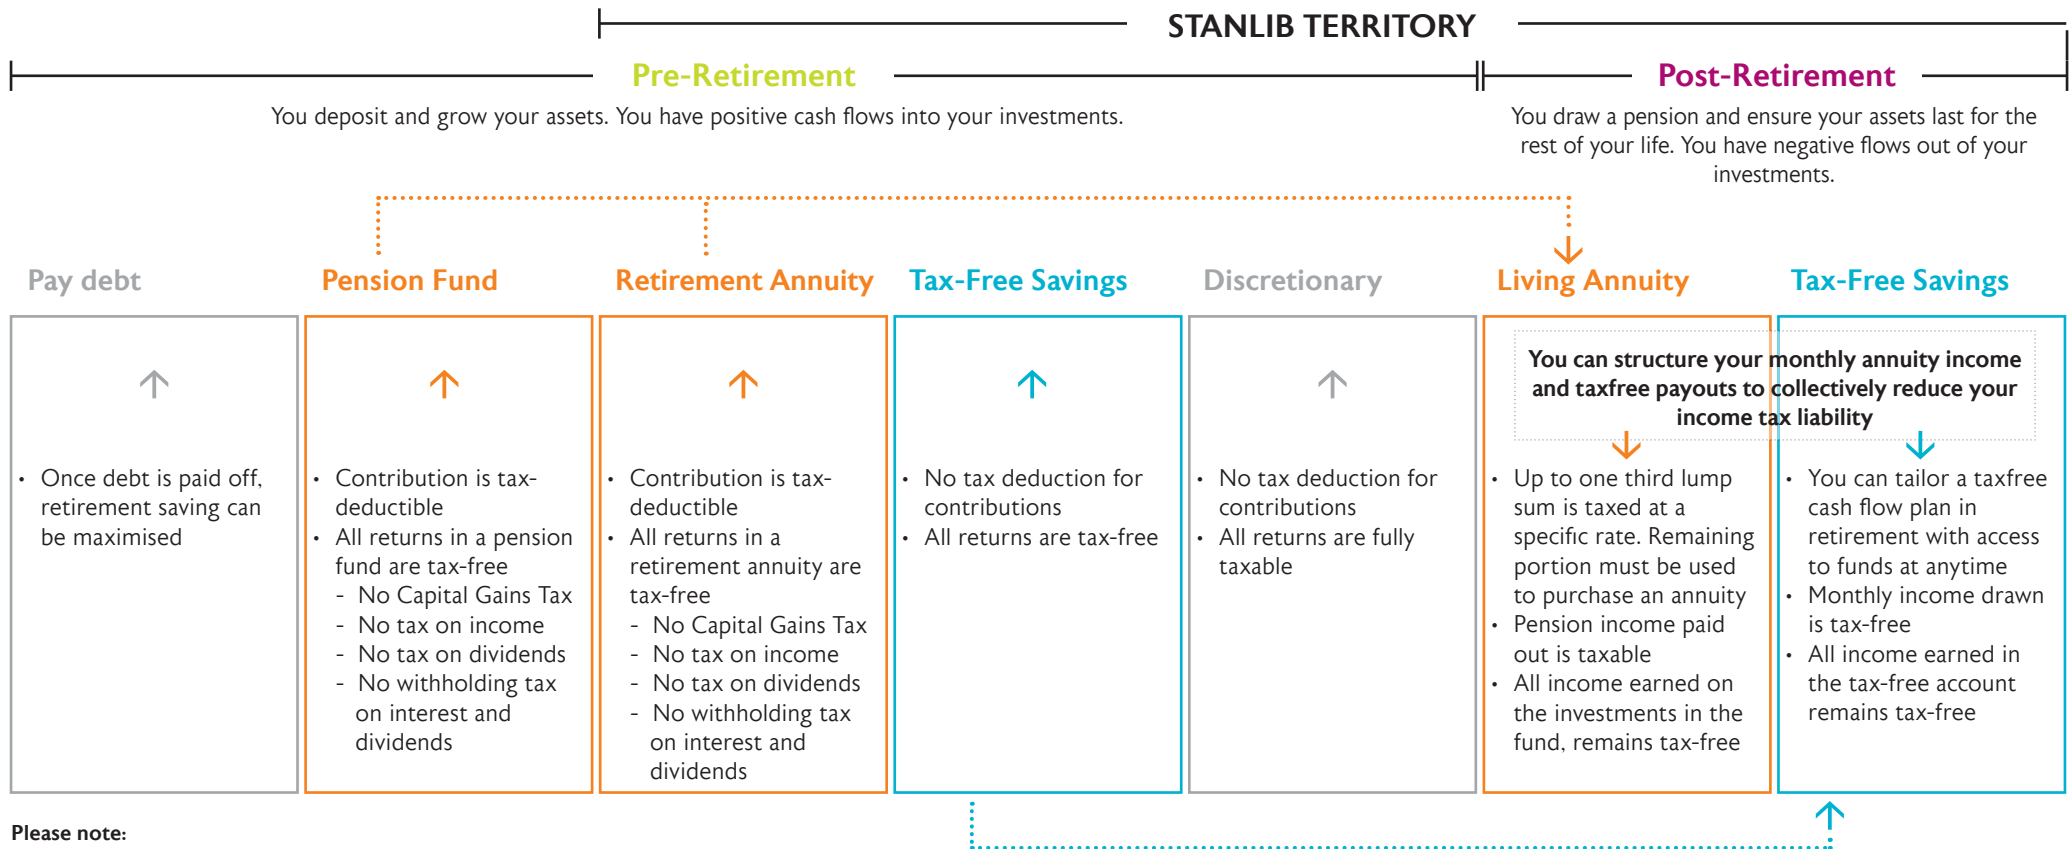 STANLIB TERRITORY
Pre-Retirement
You deposit and grow your assets. You have positive cash flows into your investments.
Post-Retirement
You draw a pension and ensure your assets last for the
rest of your life. You have negative flows out of your
investments.
Pay debt
• Once debt is paid off,
retirement saving can
be maximised
Pension Fund
• Contribution is tax-
deductible
• All returns in a pension
fund are tax-free
- No Capital Gains Tax
- No tax on income
- No tax on dividends
- No withholding tax
on interest and
dividends
Retirement Annuity
• Contribution is tax-
deductible
• All returns in a
retirement annuity are
tax-free
- No Capital Gains Tax
- No tax on income
- No tax on dividends
- No withholding tax
on interest and
dividends
Tax-Free Savings
• No tax deduction for
contributions
• All returns are tax-free
Discretionary
• No tax deduction for
contributions
• All returns are fully
taxable
Living Annuity
Tax-Free Savings
You can structure your monthly annuity income
and taxfree payouts to collectively reduce your
income tax liability
• Up to one third lump
sum is taxed at a
specific rate. Remaining
portion must be used
to purchase an annuity
• Pension income paid
out is taxable
• All income earned on
the investments in the
fund, remains tax-free
• You can tailor a taxfree
cash flow plan in
retirement with access
to funds at anytime
• Monthly income drawn
is tax-free
• All income earned in
the tax-free account
remains tax-free
Please note: